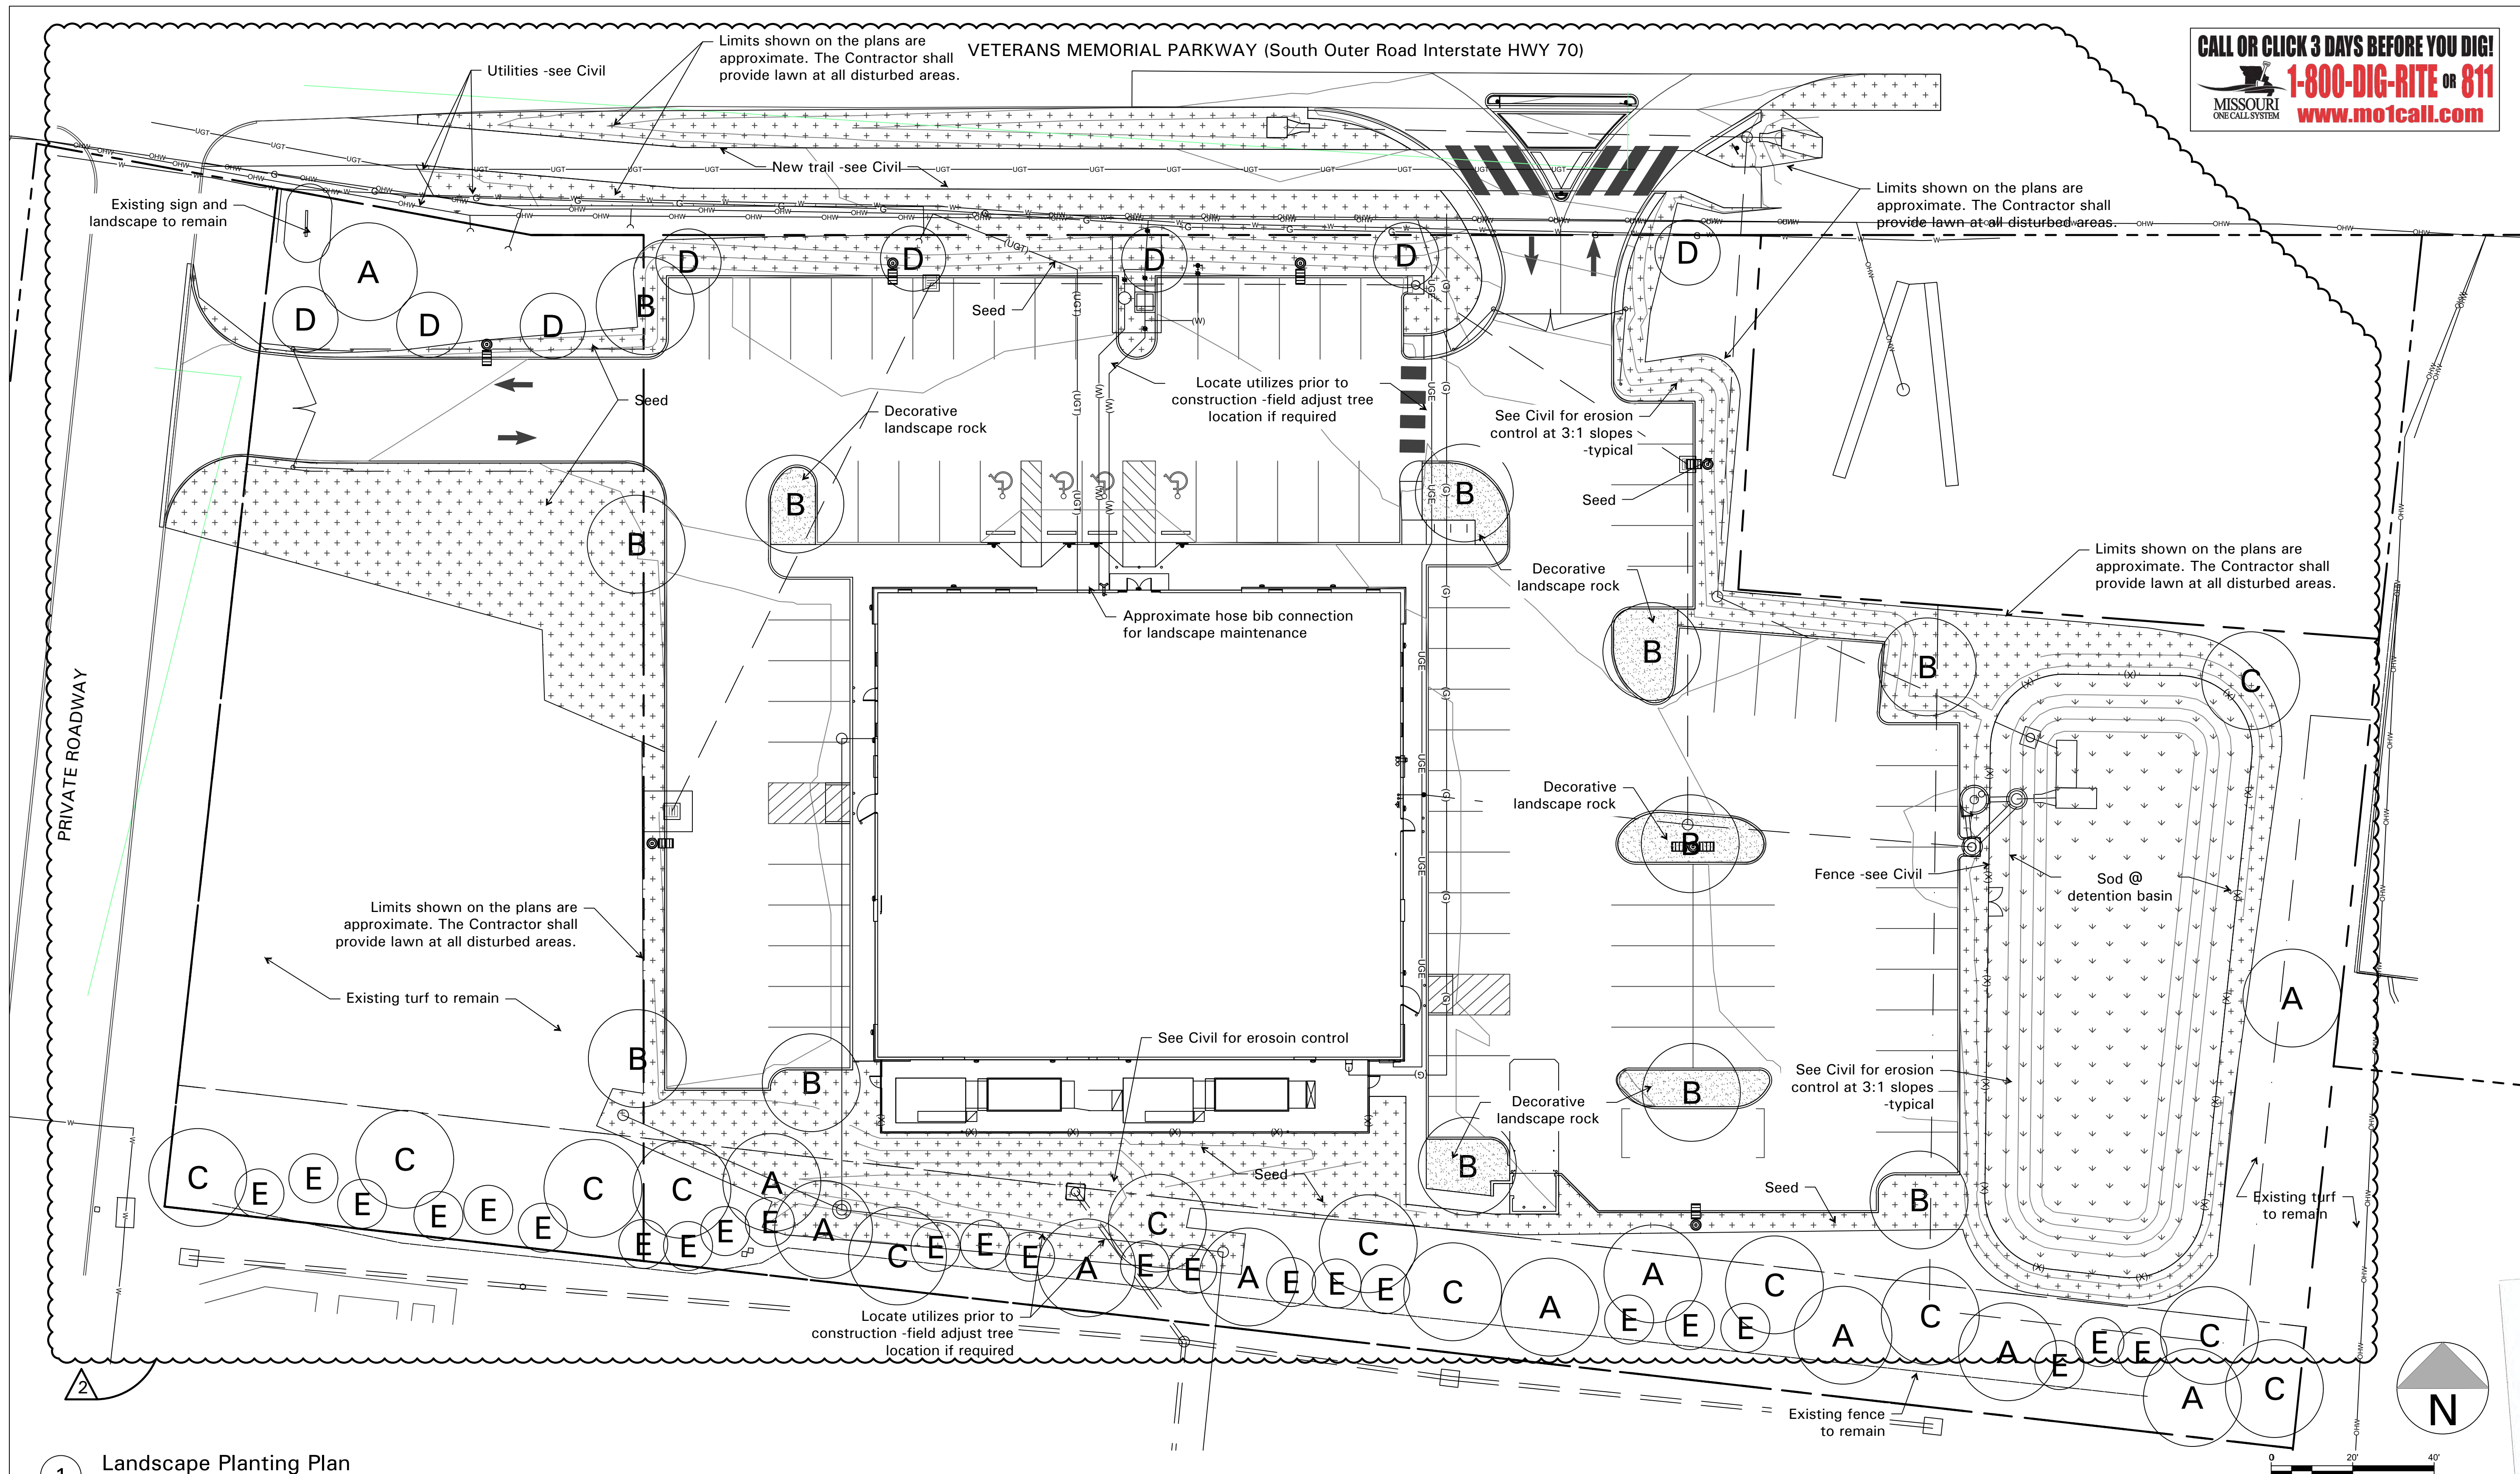 VETERANS MEMORIAL PARKWAY (South Outer Road Interstate HWY 70)
CALL OR CLICK 3 DAYS BEFORE YOU DIG!
1-800-DIG-RITE OR 811
MISSOURI
ONE CALL SYSTEM
www.mo1call.com
Utilities -see Civil
Limits shown on the plans are
approximate. The Contractor shall
provide lawn at all disturbed areas.
New trail -see Civil
Existing sign and
landscape to remain
Limits shown on the plans are
approximate. The Contractor shall
provide lawn at all disturbed areas.
A
D
D
D
B
D
D
D
D
D
Seed
Seed
Locate utilizes prior to
construction -field adjust tree
location if required
Decorative
landscape rock
See Civil for erosion
control at 3:1 slopes
-typical
Seed
B
B
B
Decorative
landscape rock
Limits shown on the plans are
approximate. The Contractor shall
provide lawn at all disturbed areas.
Approximate hose bib connection
for landscape maintenance
B
B
C
PRIVATE ROADWAY
Decorative
landscape rock
B
Fence -see Civil
Sod @
detention basin
Limits shown on the plans are
approximate. The Contractor shall
provide lawn at all disturbed areas.
Existing turf to remain
A
See Civil for erosoin control
B
B
B
See Civil for erosion
control at 3:1 slopes
-typical
Decorative
landscape rock
B
Seed
Seed
B
Existing turf
to remain
C
E
E
E
C
E
E
E
C
C
A
E
E
E
E
A
C
E
E
E
A
C
E
E
A
E
E
E
C
C
A
A
E
E
E
C
A
C
A
E
E
E
C
A
C
Locate utilizes prior to
construction -field adjust tree
location if required
Existing fence
to remain
2
N
0 20' 40'
1
Landscape Planting Plan